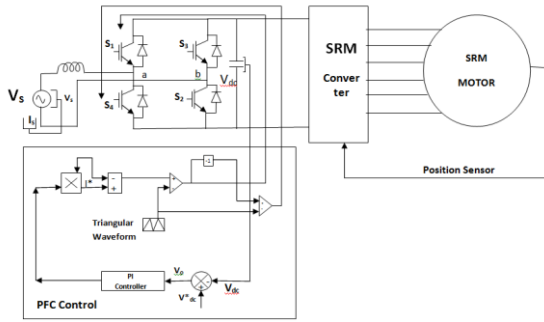 S1
S3
SRM
Conver
ter
SRM
MOTOR
a
b
Vdc
VS
Vs
Is
S4
S2
Position Sensor
-1
I*
-
+
+
-
Triangular
Waveform
PI
Controller
Vo
-
+
Vdc
V*dc
PFC Control